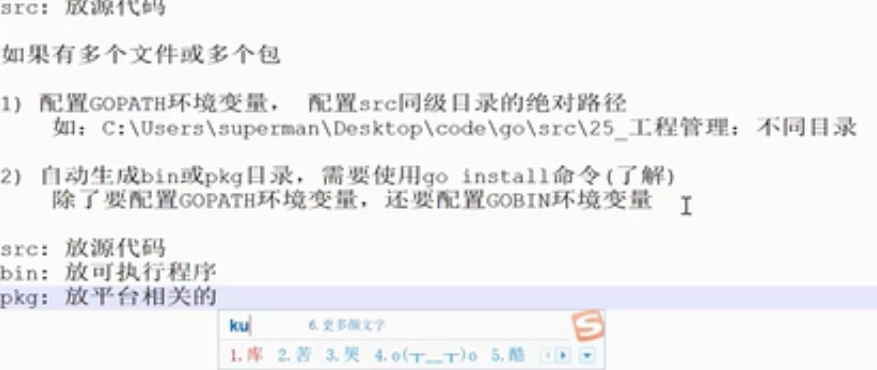 src: 放源代码
如果有多个文件或多个包
1) 配置GOPATH环境变量， 配置src同级目录的绝对路径
如：C:\Users\superman\Desktop\code\go\src\25_工程管理：不同目录
2) 自动生成bin或pkg目录，需要使用go install命令(了解)
除了要配置GOPATH环境变量，还要配置GOBIN环境变量
src: 放源代码
bin: 放可执行程序
pkg: 放平台相关的
ku 6.更多颜文字
1.库 2.苦 3.哭 4.o(╥﹏╥)o 5.酷